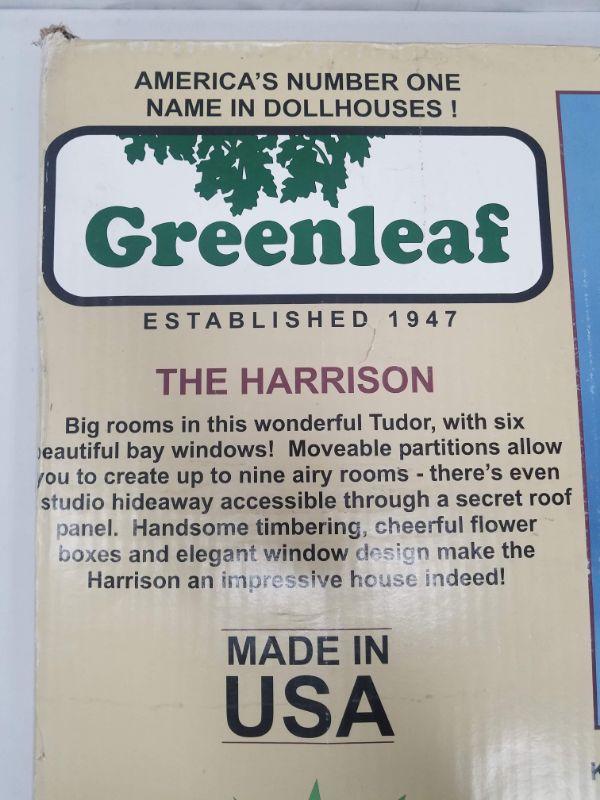 AMERICA'S NUMBER ONE
NAME IN DOLLHOUSES !
Greenleaf
ESTABLISHED 1947
THE HARRISON
Big rooms in this wonderful Tudor, with six
beautiful bay windows! Moveable partitions allow
you to create up to nine airy rooms - there's even
studio hideaway accessible through a secret roof
panel. Handsome timbering, cheerful flower
boxes and elegant window design make the
Harrison an impressive house indeed!
MADE IN
USA